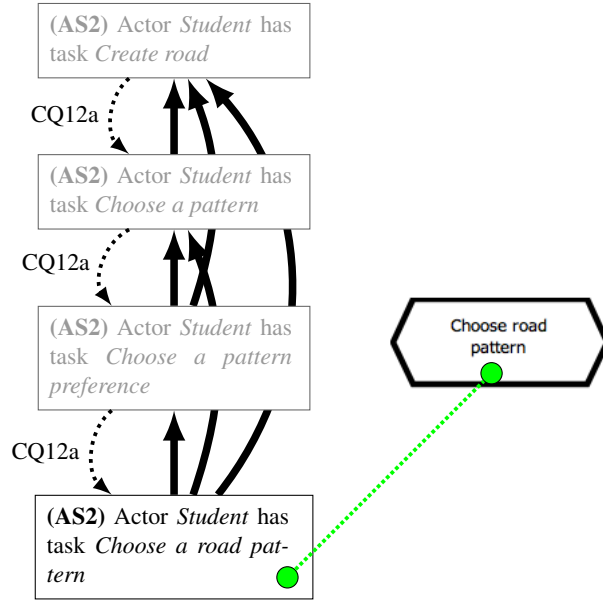 (AS2) Actor Student has
task Create road
CQ12a
(AS2) Actor Student has
task Choose a pattern
CQ12a
(AS2) Actor Student has
task Choose a pattern
preference
CQ12a
(AS2) Actor Student has
task Choose a road pat-
tern
Choose road
pattern